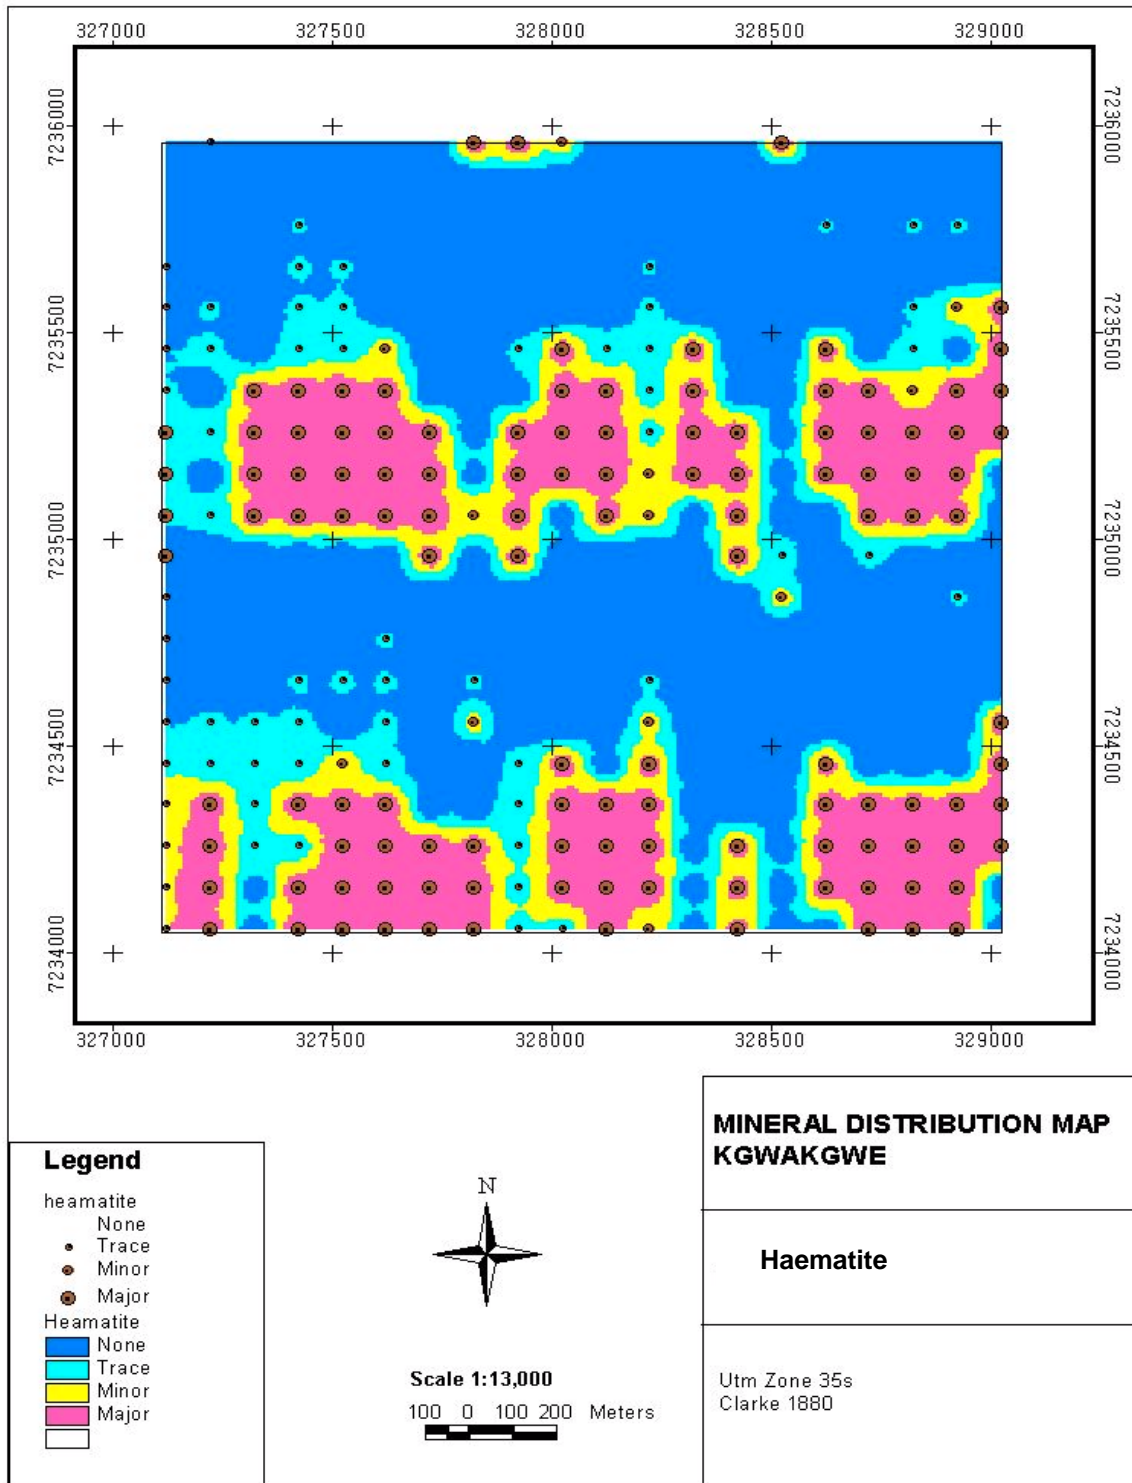 327000 327500 328000 328500 329000
7236000 7236000
7235500 7235500
7235000 7235000
7234500 7234500
7234000 7234000
327000 327500 328000 328500 329000
Legend
heamatite
None
Trace
Minor
Major
Heamatite
None
Trace
Minor
Major
N
Scale 1:13,000
100 0 100 200 Meters
MINERAL DISTRIBUTION MAP
KGWAKGWE
Haematite
Utm Zone 35s
Clarke 1880